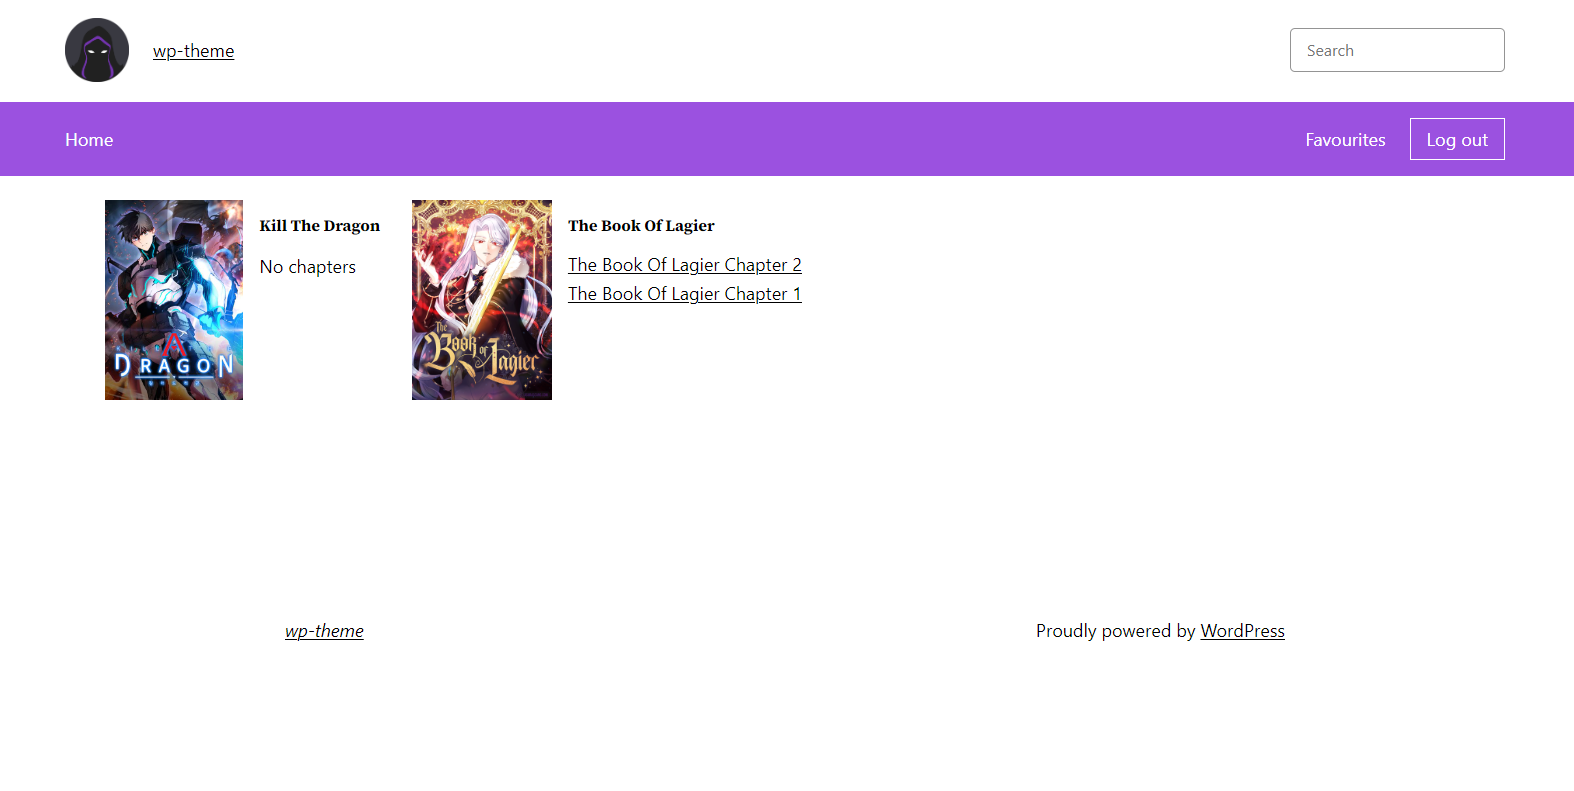 wp-theme
Search
Home
Favourites
Log out
Kill The Dragon
No chapters
DRAGON
The Book Of Lagier
The Book Of Lagier Chapter 2
The Book Of Lagier Chapter 1
The
Book of
Lagier
wp-theme
Proudly powered by WordPress